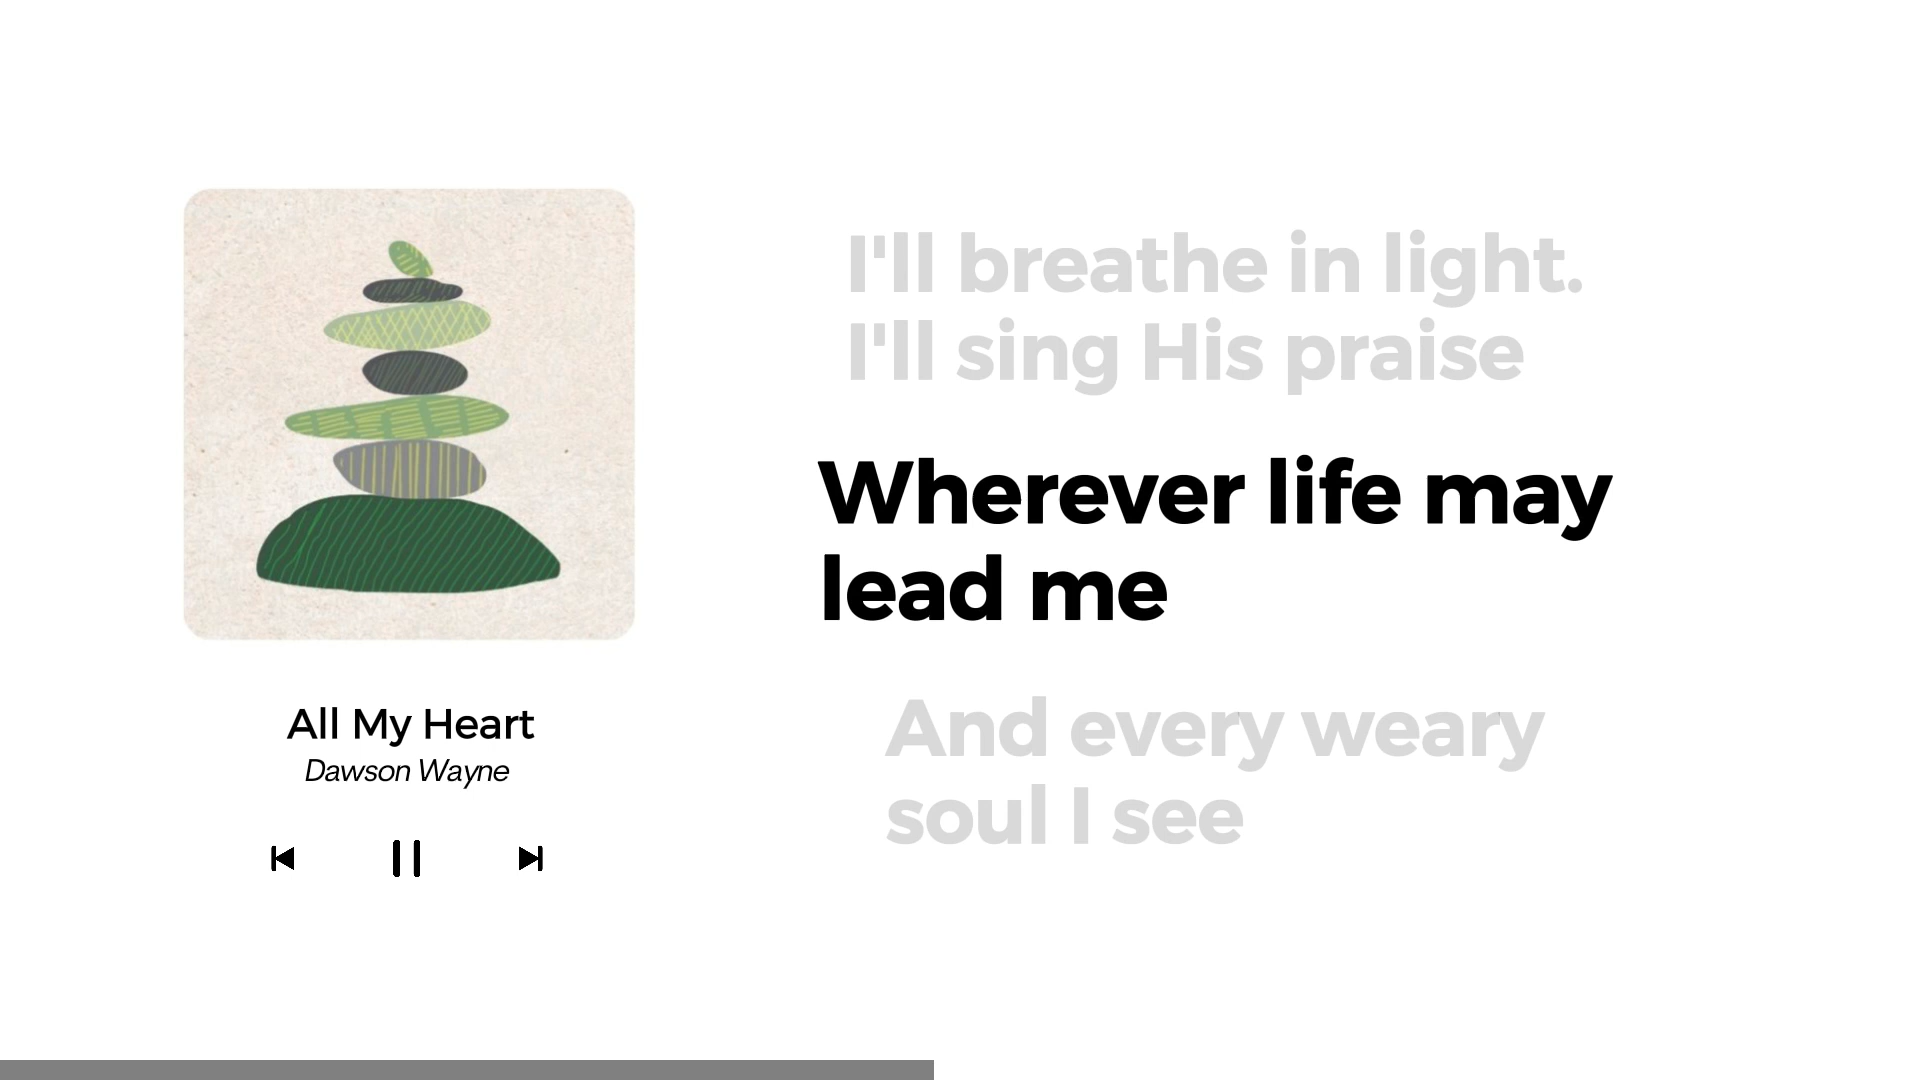 I'll breathe in light.
I'll sing His praise
Wherever life may
lead me
And every weary
soul I see
All My Heart
Dawson Wayne